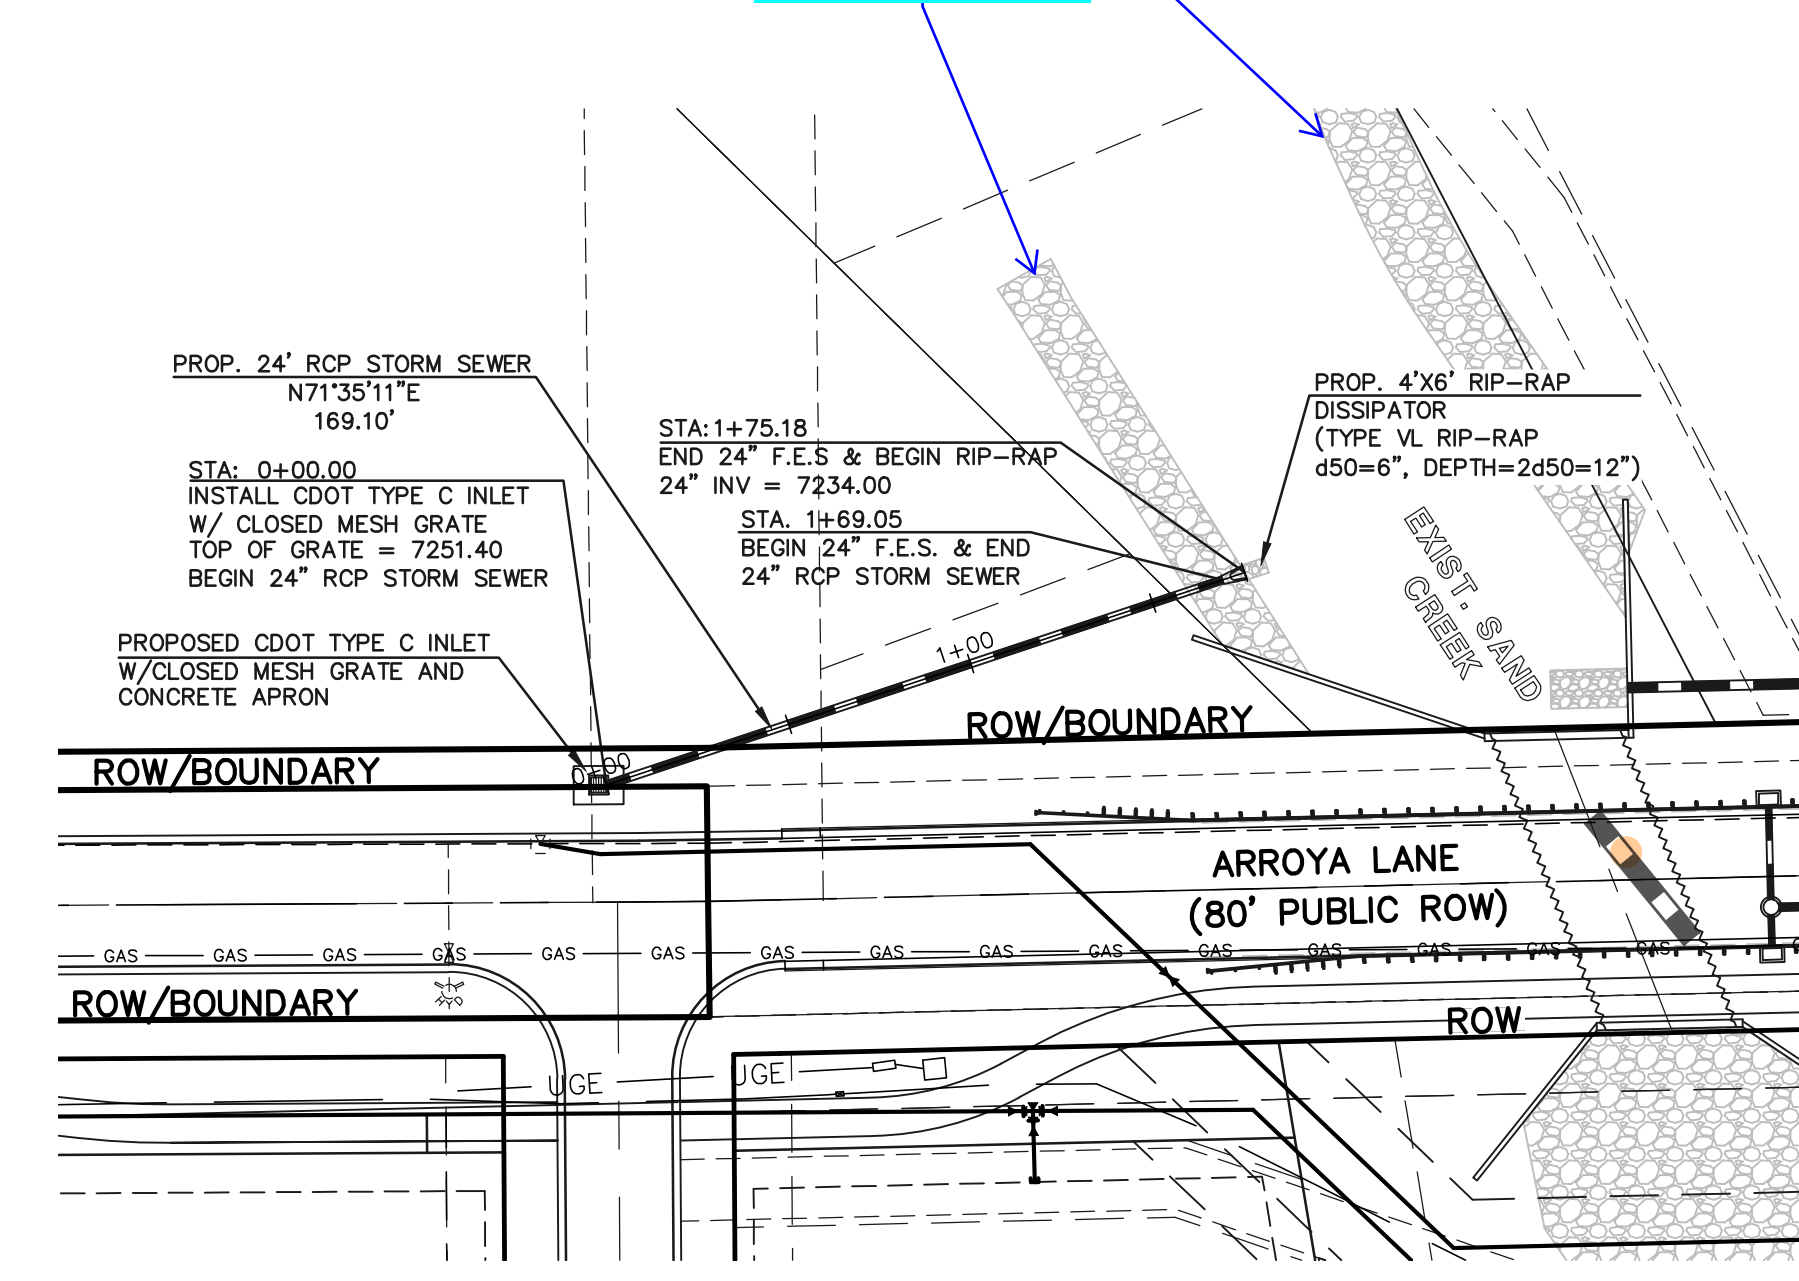 PROP. 24' RCP STORM SEWER
N71°35'11"E
169.10'
STA: 0+00.00
INSTALL CDOT TYPE C INLET
W/ CLOSED MESH GRATE
TOP OF GRATE = 7251.40
BEGIN 24" RCP STORM SEWER
PROPOSED CDOT TYPE C INLET
W/CLOSED MESH GRATE AND
CONCRETE APRON
STA:1+75.18
END 24" F.E.S & BEGIN RIP-RAP
24" INV = 7234.00
STA. 1+69.05
BEGIN 24" F.E.S. & END
24" RCP STORM SEWER
PROP. 4'X6' RIP-RAP
DISSIPATOR
(TYPE VL RIP-RAP
d50=6", DEPTH=2d50=12")
EXIST. SAND
CREEK
1+00
0+00
ROW/BOUNDARY
ROW/BOUNDARY
ARROYA LANE
(80' PUBLIC ROW)
GAS GAS GAS GAS GAS GAS GAS GAS GAS GAS GAS GAS GAS GAS GAS
ROW/BOUNDARY
ROW
UGE
UGE